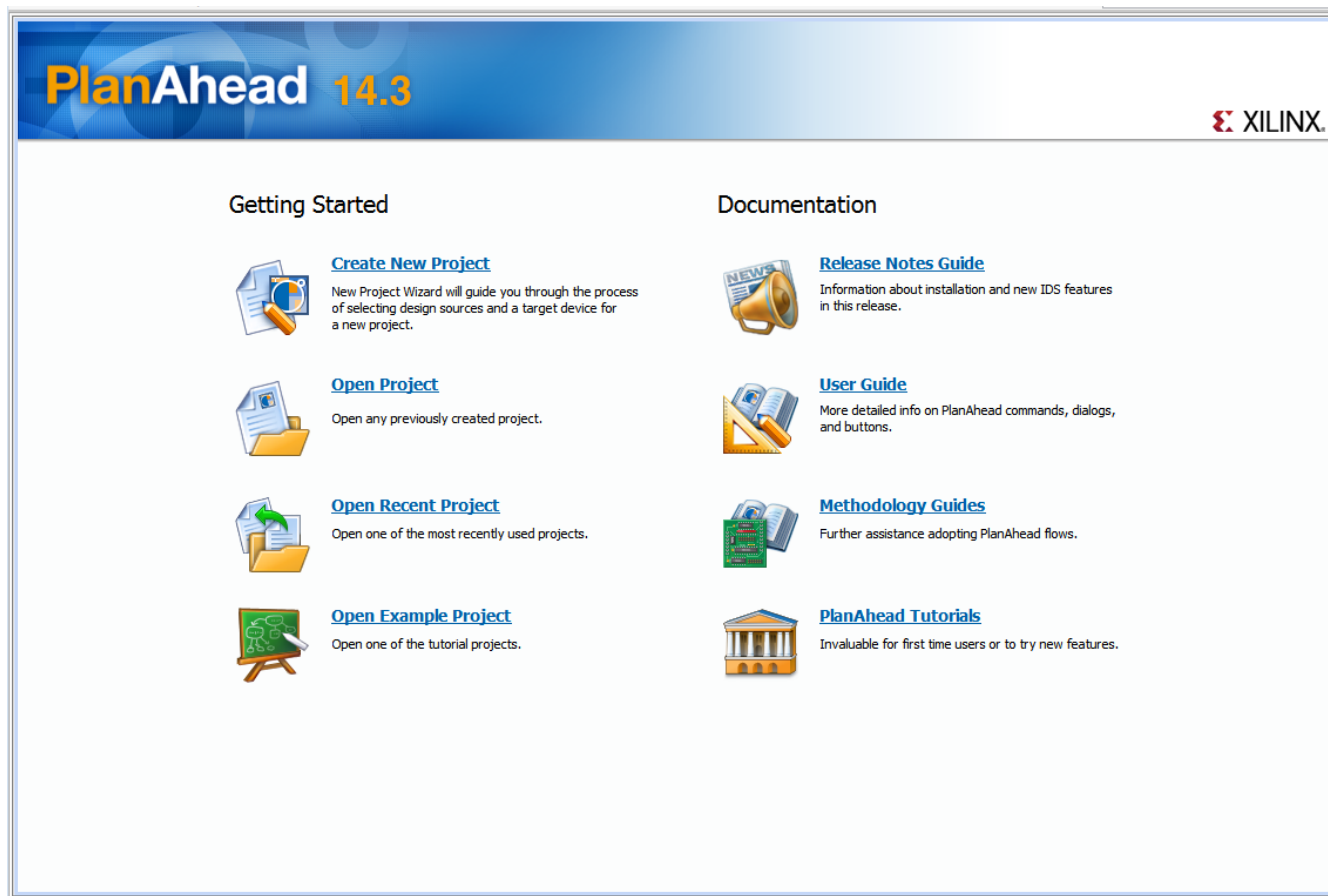 PlanAhead 14.3
XILINX
Getting Started
Create New Project
New Project Wizard will guide you through the process
of selecting design sources and a target device for
a new project.
Open Project
Open any previously created project.
Open Recent Project
Open one of the most recently used projects.
Open Example Project
Open one of the tutorial projects.
Documentation
NEWS
Release Notes Guide
Information about installation and new IDS features
in this release.
User Guide
More detailed info on PlanAhead commands, dialogs,
and buttons.
Methodology Guides
Further assistance adopting PlanAhead flows.
PlanAhead Tutorials
Invaluable for first time users or to try new features.